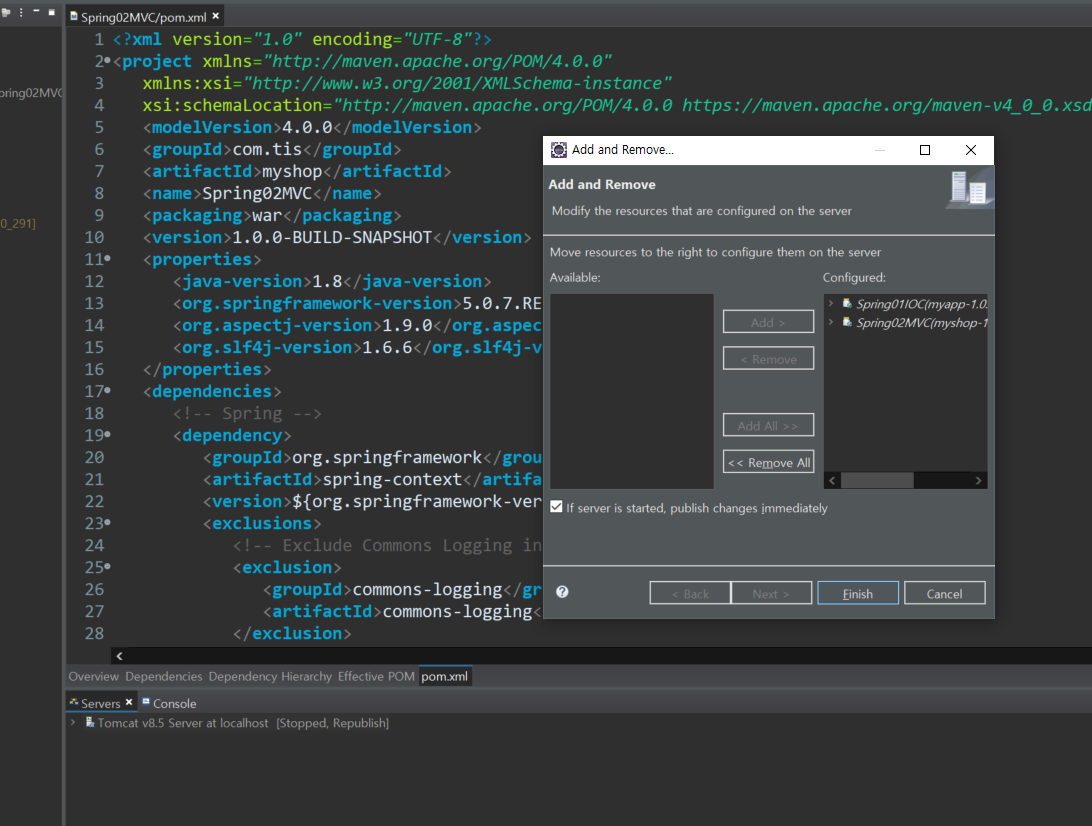 Spring02MVC/pom.xml
1 <?xml version="1.0" encoding="UTF-8"?>
2 <project xmlns="http://maven.apache.org/POM/4.0.0"
3 xmlns:xsi="http://www.w3.org/2001/XMLSchema-instance"
4 xsi:schemaLocation="http://maven.apache.org/POM/4.0.0 https://maven.apache.org/maven-v4_0_0.xsd
5 <modelVersion>4.0.0</modelVersion>
6 <groupId>com.tis</groupId>
7 <artifactId>myshop</artifactId>
8 <name>Spring02MVC</name>
9 <packaging>war</packaging>
10 <version>1.0.0-BUILD-SNAPSHOT</version>
11 <properties>
12 <java-version>1.8</java-version>
13 <org.springframework-version>5.0.7.RE
14 <org.aspectj-version>1.9.0</org.aspec
15 <org.slf4j-version>1.6.6</org.slf4j-v
16 </properties>
17 <dependencies>
18 <!-- Spring -->
19 <dependency>
20 <groupId>org.springframework</grou
21 <artifactId>spring-context</artifa
22 <version>${org.springframework-ver
23 <exclusions>
24 <!-- Exclude Commons Logging in
25 <exclusion>
26 <groupId>commons-logging</gr
27 <artifactId>commons-logging<
28 </exclusion>
pring02MVC
0_291]
Add and Remove...
Add and Remove
Modify the resources that are configured on the server
Move resources to the right to configure them on the server
Available:
Configured:
Spring01IOC(myapp-1.0.
Spring02MVC(myshop-1
Add >
< Remove
Add All >>
<< Remove All
If server is started, publish changes immediately
< Back
Next >
Finish
Cancel
Overview Dependencies Dependency Hierarchy Effective POM pom.xml
Servers Console
Tomcat v8.5 Server at localhost [Stopped, Republish]